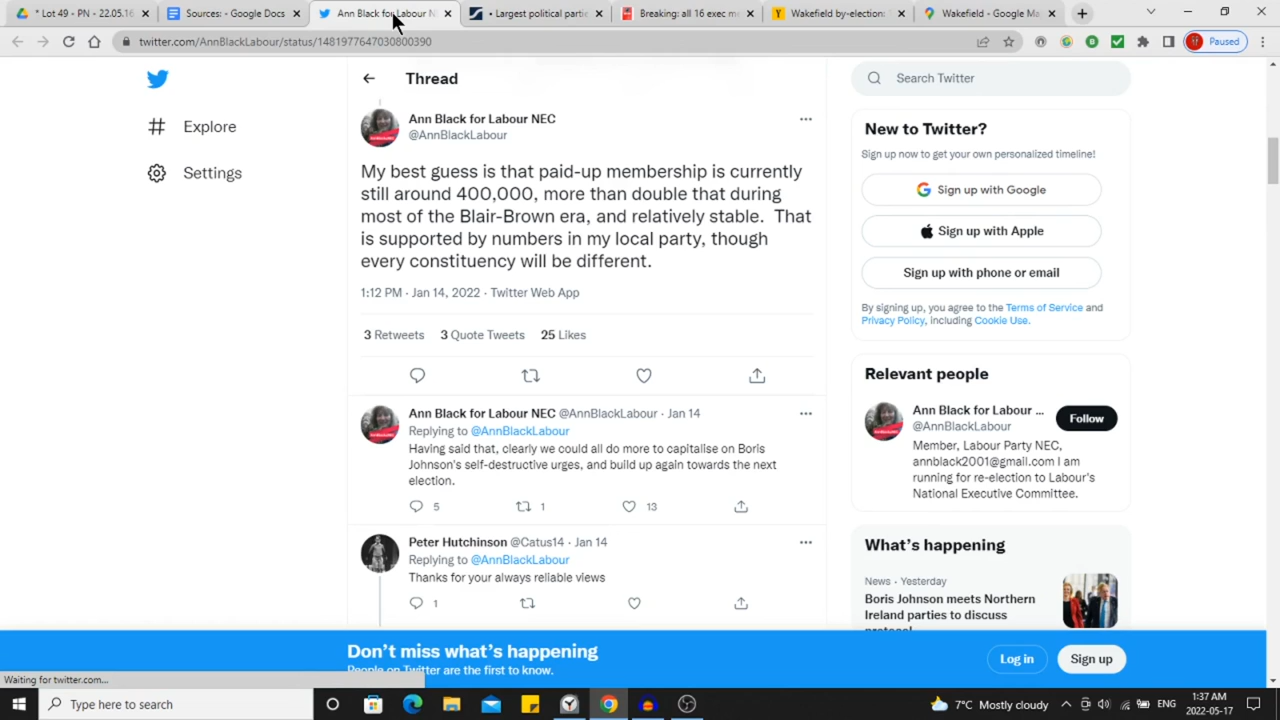 * Lot 49 - PN - 22.05.16
Sources: - Google Docs
Ann Black for Labour N
• Largest political partie
Breaking: all 16 exec m
Wakefield by-election:
Wakefield - Google Ma
twitter.com/AnnBlackLabour/status/1481977647030800390
Paused
Thread
Search Twitter
Explore
Settings
Ann Black for Labour NEC
@AnnBlackLabour
My best guess is that paid-up membership is currently
still around 400,000, more than double that during
most of the Blair-Brown era, and relatively stable. That
is supported by numbers in my local party, though
every constituency will be different.
1:12 PM · Jan 14, 2022 · Twitter Web App
3 Retweets 3 Quote Tweets 25 Likes
Ann Black for Labour NEC @AnnBlackLabour · Jan 14
Replying to @AnnBlackLabour
Having said that, clearly we could all do more to capitalise on Boris
Johnson's self-destructive urges, and build up again towards the next
election.
5 1 13
Peter Hutchinson @Catus14 · Jan 14
Replying to @AnnBlackLabour
Thanks for your always reliable views
1
New to Twitter?
Sign up now to get your own personalized timeline!
Sign up with Google
Sign up with Apple
Sign up with phone or email
By signing up, you agree to the Terms of Service and
Privacy Policy, including Cookie Use.
Relevant people
Ann Black for Labour ...
@AnnBlackLabour
Follow
Member, Labour Party NEC,
annblack2001@gmail.com I am
running for re-election to Labour's
National Executive Committee.
What's happening
News · Yesterday
Boris Johnson meets Northern
Ireland parties to discuss
protocol
Don't miss what's happening
People on Twitter are the first to know.
Log in
Sign up
Waiting for twitter.com...
Type here to search
7°C Mostly cloudy
ENG
1:37 AM
2022-05-17